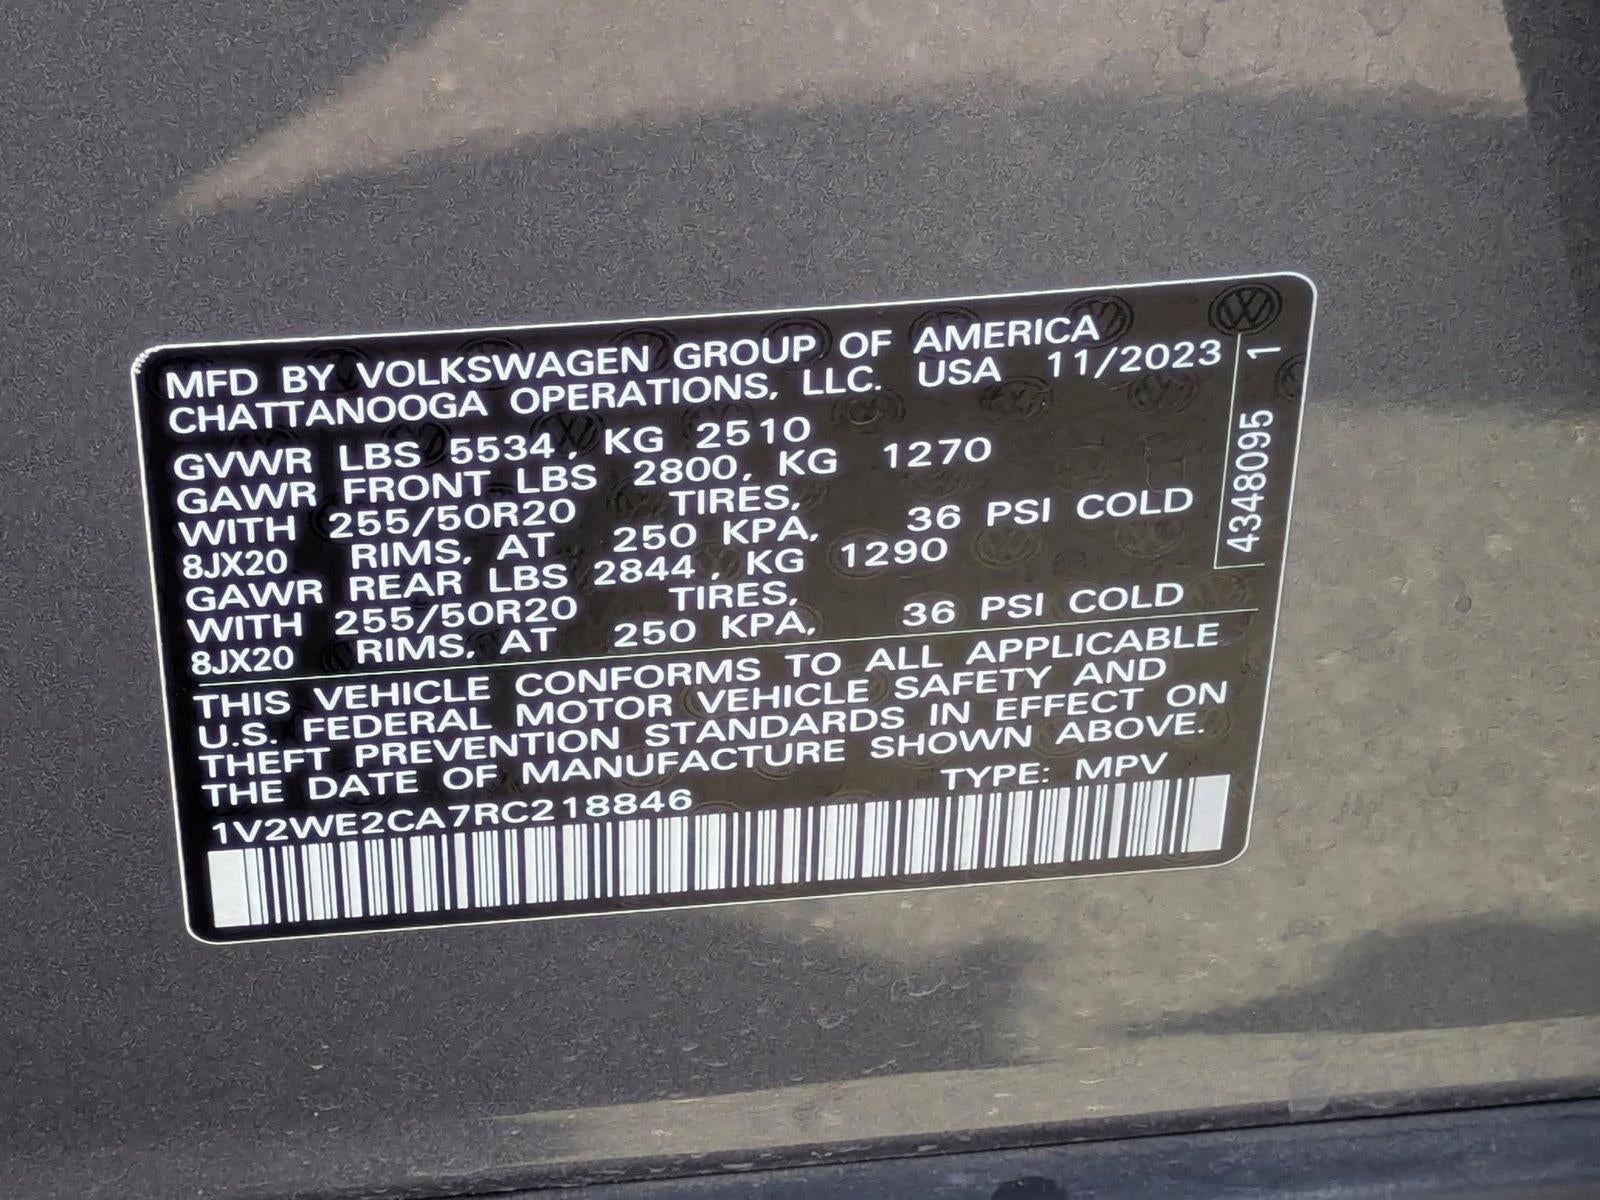 MFD BY VOLKSWAGEN GROUP OF AMERICA
CHATTANOOGA OPERATIONS, LLC. USA 11/2023
GVWR LBS 5534, KG 2510
GAWR FRONT LBS 2800, KG 1270
WITH 255/50R20 TIRES,
8JX20 RIMS, AT 250 KPA, 36 PSI COLD
GAWR REAR LBS 2844, KG 1290
WITH 255/50R20 TIRES,
8JX20 RIMS, AT 250 KPA, 36 PSI COLD
THIS VEHICLE CONFORMS TO ALL APPLICABLE
U.S. FEDERAL MOTOR VEHICLE SAFETY AND
THEFT PREVENTION STANDARDS IN EFFECT ON
THE DATE OF MANUFACTURE SHOWN ABOVE.
1V2WE2CA7RC218846 TYPE: MPV
4348095 1